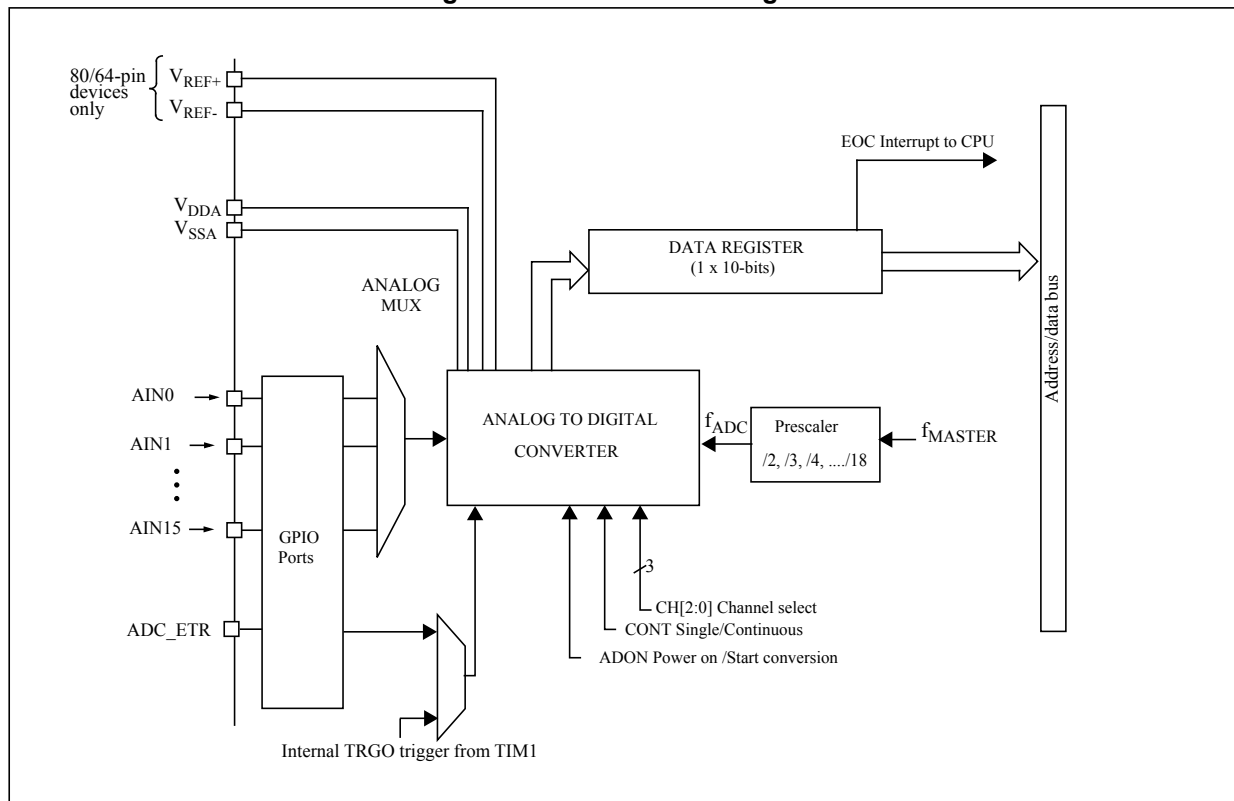 80/64-pin
devices
only
VREF+
VREF-
VDDA
VSSA
EOC Interrupt to CPU
DATA REGISTER
(1 x 10-bits)
Address/data bus
ANALOG
MUX
AIN0
AIN1
AIN15
GPIO
Ports
ANALOG TO DIGITAL
CONVERTER
fADC
Prescaler
/2, /3, /4, ..../18
fMASTER
3
CH[2:0] Channel select
CONT Single/Continuous
ADON Power on /Start conversion
ADC_ETR
Internal TRGO trigger from TIM1